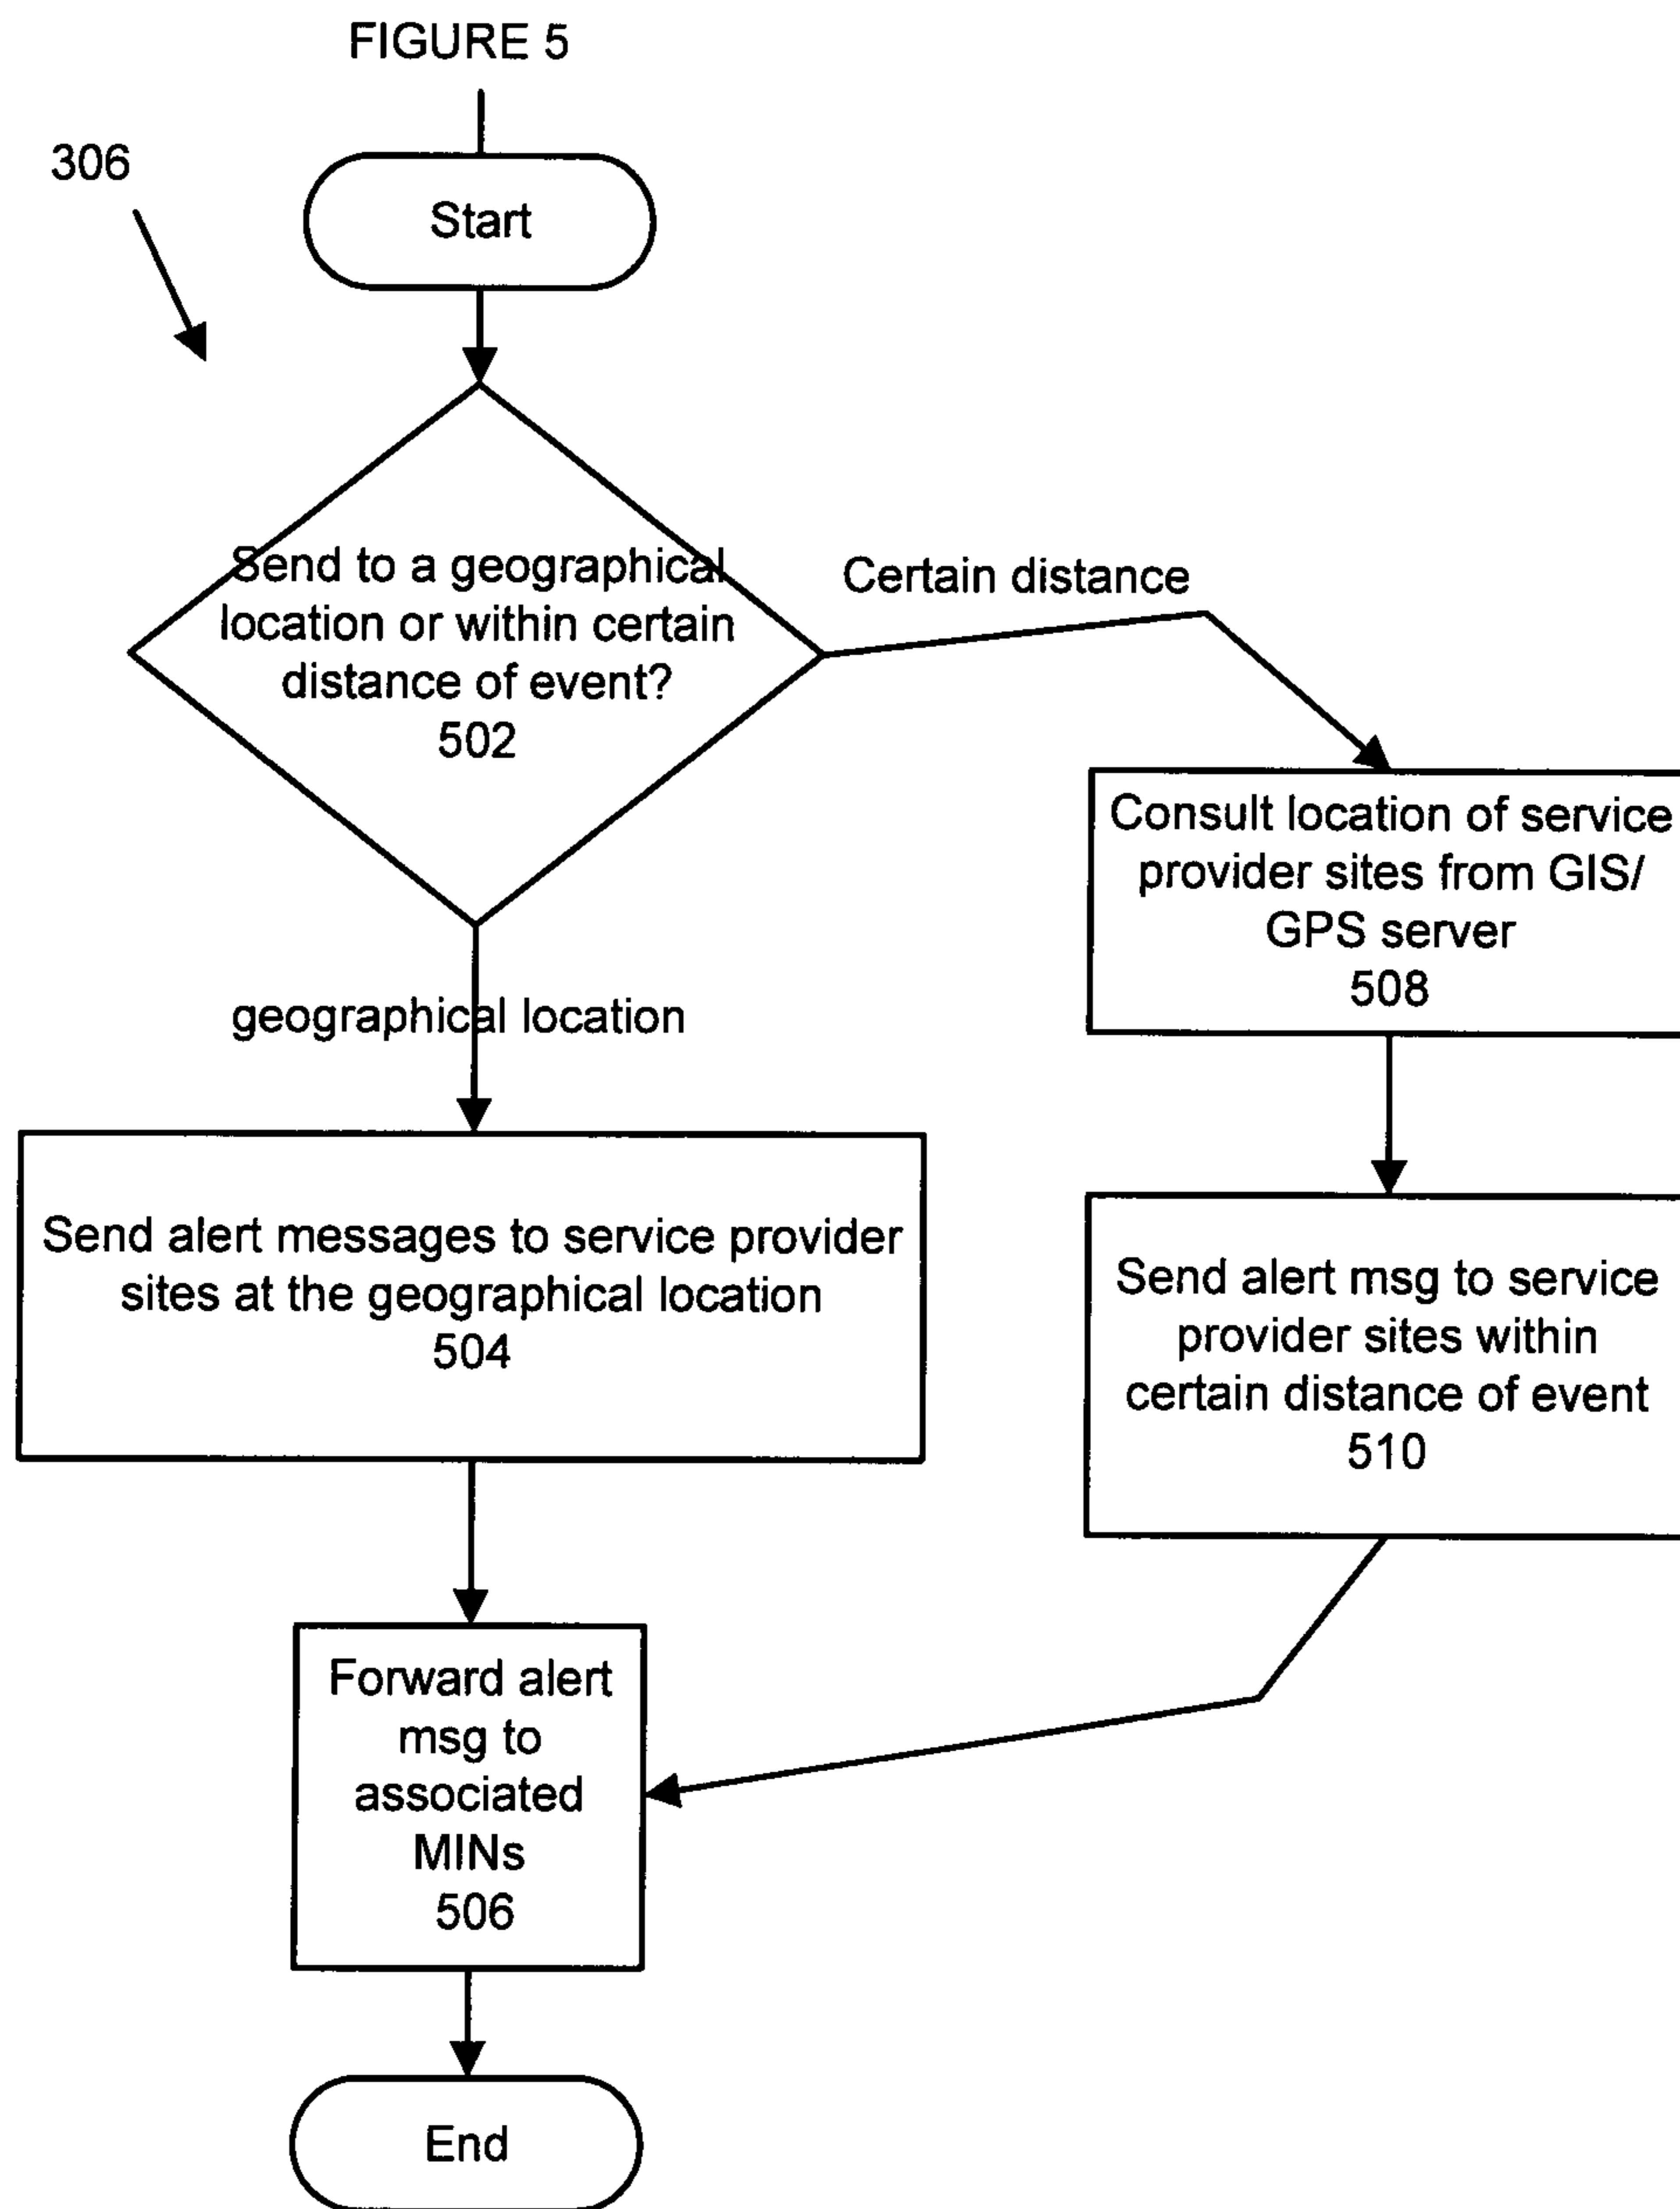 FIGURE 5
306
Start
Send to a geographical
location or within certain
distance of event?
502
Certain distance
Consult location of service
provider sites from GIS/
GPS server
508
geographical location
Send alert messages to service provider
sites at the geographical location
504
Send alert msg to service
provider sites within
certain distance of event
510
Forward alert
msg to
associated
MINs
506
End